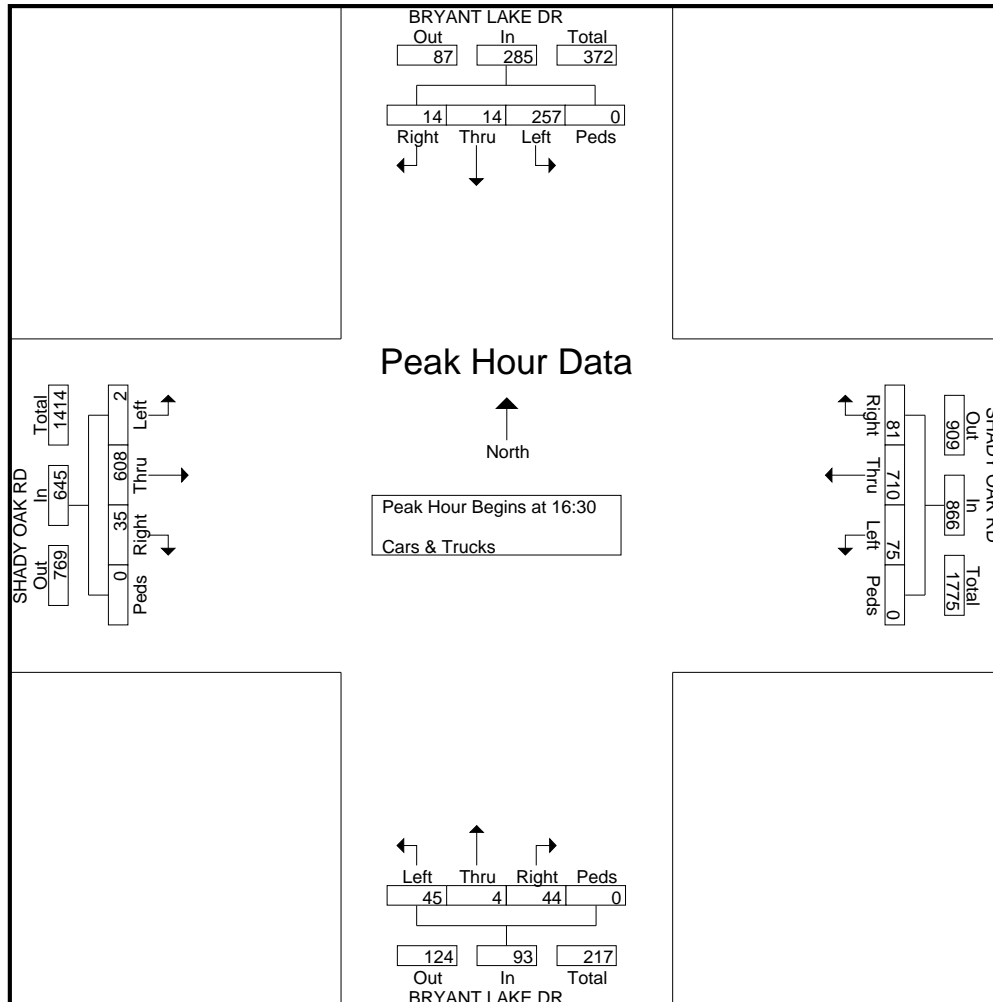 BRYANT LAKE DR
Out In Total
87 285 372
14 14 257 0
Right Thru Left Peds
Peak Hour Data
North
Peak Hour Begins at 16:30
Cars & Trucks
SHADY OAK RD
Total In Out
1414 645 769
2 608 35 0
Left Thru Right Peds
SHADY OAK RD
Out In Total
909 866 1775
81 710 75 0
Right Thru Left Peds
Left Thru Right Peds
45 4 44 0
124 93 217
Out In Total
BRYANT LAKE DR